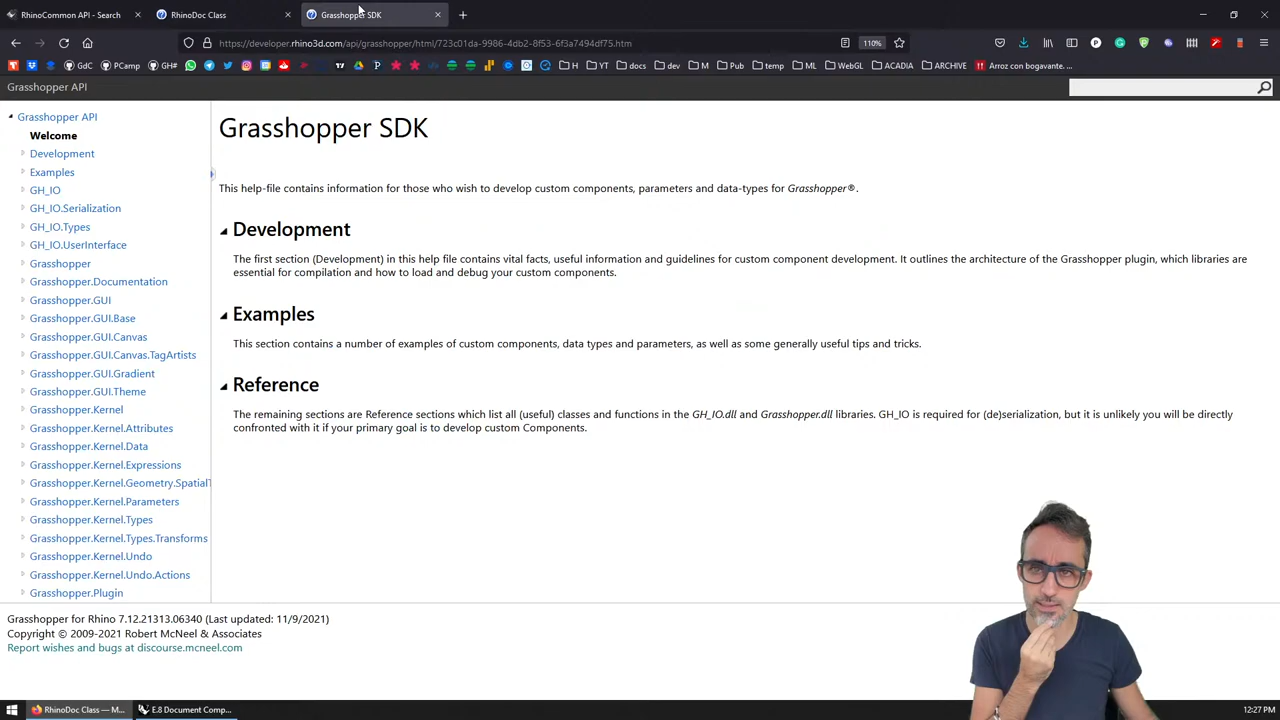 RhinoCommon API - Search
RhinoDoc Class
Grasshopper SDK
https://developer.rhino3d.com/api/grasshopper/html/723c01da-9986-4db2-8f53-6f3a7494df75.htm
110%
GdC
PCamp
GH#
H
YT
docs
dev
M
Pub
temp
ML
WebGL
ACADIA
ARCHIVE
Arroz con bogavante.
Grasshopper API
Grasshopper API
Welcome
Development
Examples
GH_IO
GH_IO.Serialization
GH_IO.Types
GH_IO.UserInterface
Grasshopper
Grasshopper.Documentation
Grasshopper.GUI
Grasshopper.GUI.Base
Grasshopper.GUI.Canvas
Grasshopper.GUI.Canvas.TagArtists
Grasshopper.GUI.Gradient
Grasshopper.GUI.Theme
Grasshopper.Kernel
Grasshopper.Kernel.Attributes
Grasshopper.Kernel.Data
Grasshopper.Kernel.Expressions
Grasshopper.Kernel.Geometry.SpatialT
Grasshopper.Kernel.Parameters
Grasshopper.Kernel.Types
Grasshopper.Kernel.Types.Transforms
Grasshopper.Kernel.Undo
Grasshopper.Kernel.Undo.Actions
Grasshopper.Plugin
Grasshopper SDK
This help-file contains information for those who wish to develop custom components, parameters and data-types for Grasshopper®.
Development
The first section (Development) in this help file contains vital facts, useful information and guidelines for custom component development. It outlines the architecture of the Grasshopper plugin, which libraries are
essential for compilation and how to load and debug your custom components.
Examples
This section contains a number of examples of custom components, data types and parameters, as well as some generally useful tips and tricks.
Reference
The remaining sections are Reference sections which list all (useful) classes and functions in the GH_IO.dll and Grasshopper.dll libraries. GH_IO is required for (de)serialization, but it is unlikely you will be directly
confronted with it if your primary goal is to develop custom Components.
Grasshopper for Rhino 7.12.21313.06340 (Last updated: 11/9/2021)
Copyright © 2009-2021 Robert McNeel & Associates
Report wishes and bugs at discourse.mcneel.com
RhinoDoc Class — M...
E.8 Document Comp...
12:27 PM